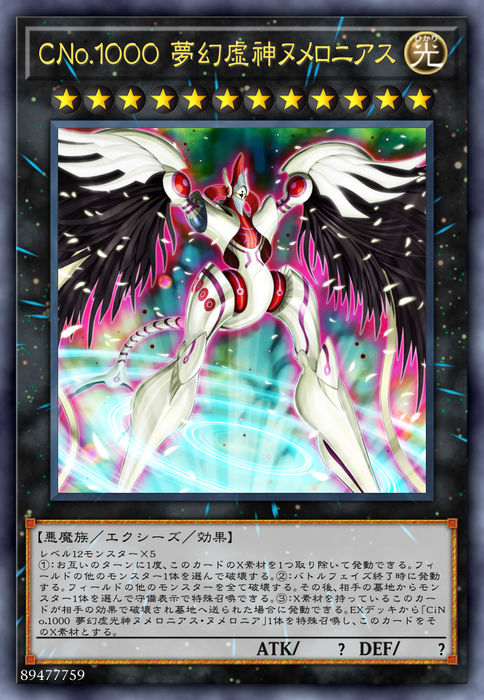 CNo.1000 夢幻虚神ヌメロニアス
ひかり
光
【悪魔族／エクシーズ／効果】
レベル12モンスター×5
①：お互いのターンに1度、このカードのX素材を1つ取り除いて発動できる。フィ
ールドの他のモンスター1体を選んで破壊する。②：バトルフェイズ終了時に発動
する。フィールドの他のモンスターを全て破壊する。その後、相手の墓地からモン
スター1体を選んで守備表示で特殊召喚できる。③：X素材を持っているこのカー
ドが相手の効果で破壊され墓地へ送られた場合に発動できる。EXデッキから「CiN
o.1000 夢幻虚光神ヌメロニアス・ヌメロニア」1体を特殊召喚し、このカードをそ
のX素材とする。
ATK/ ? DEF/ ?
89477759